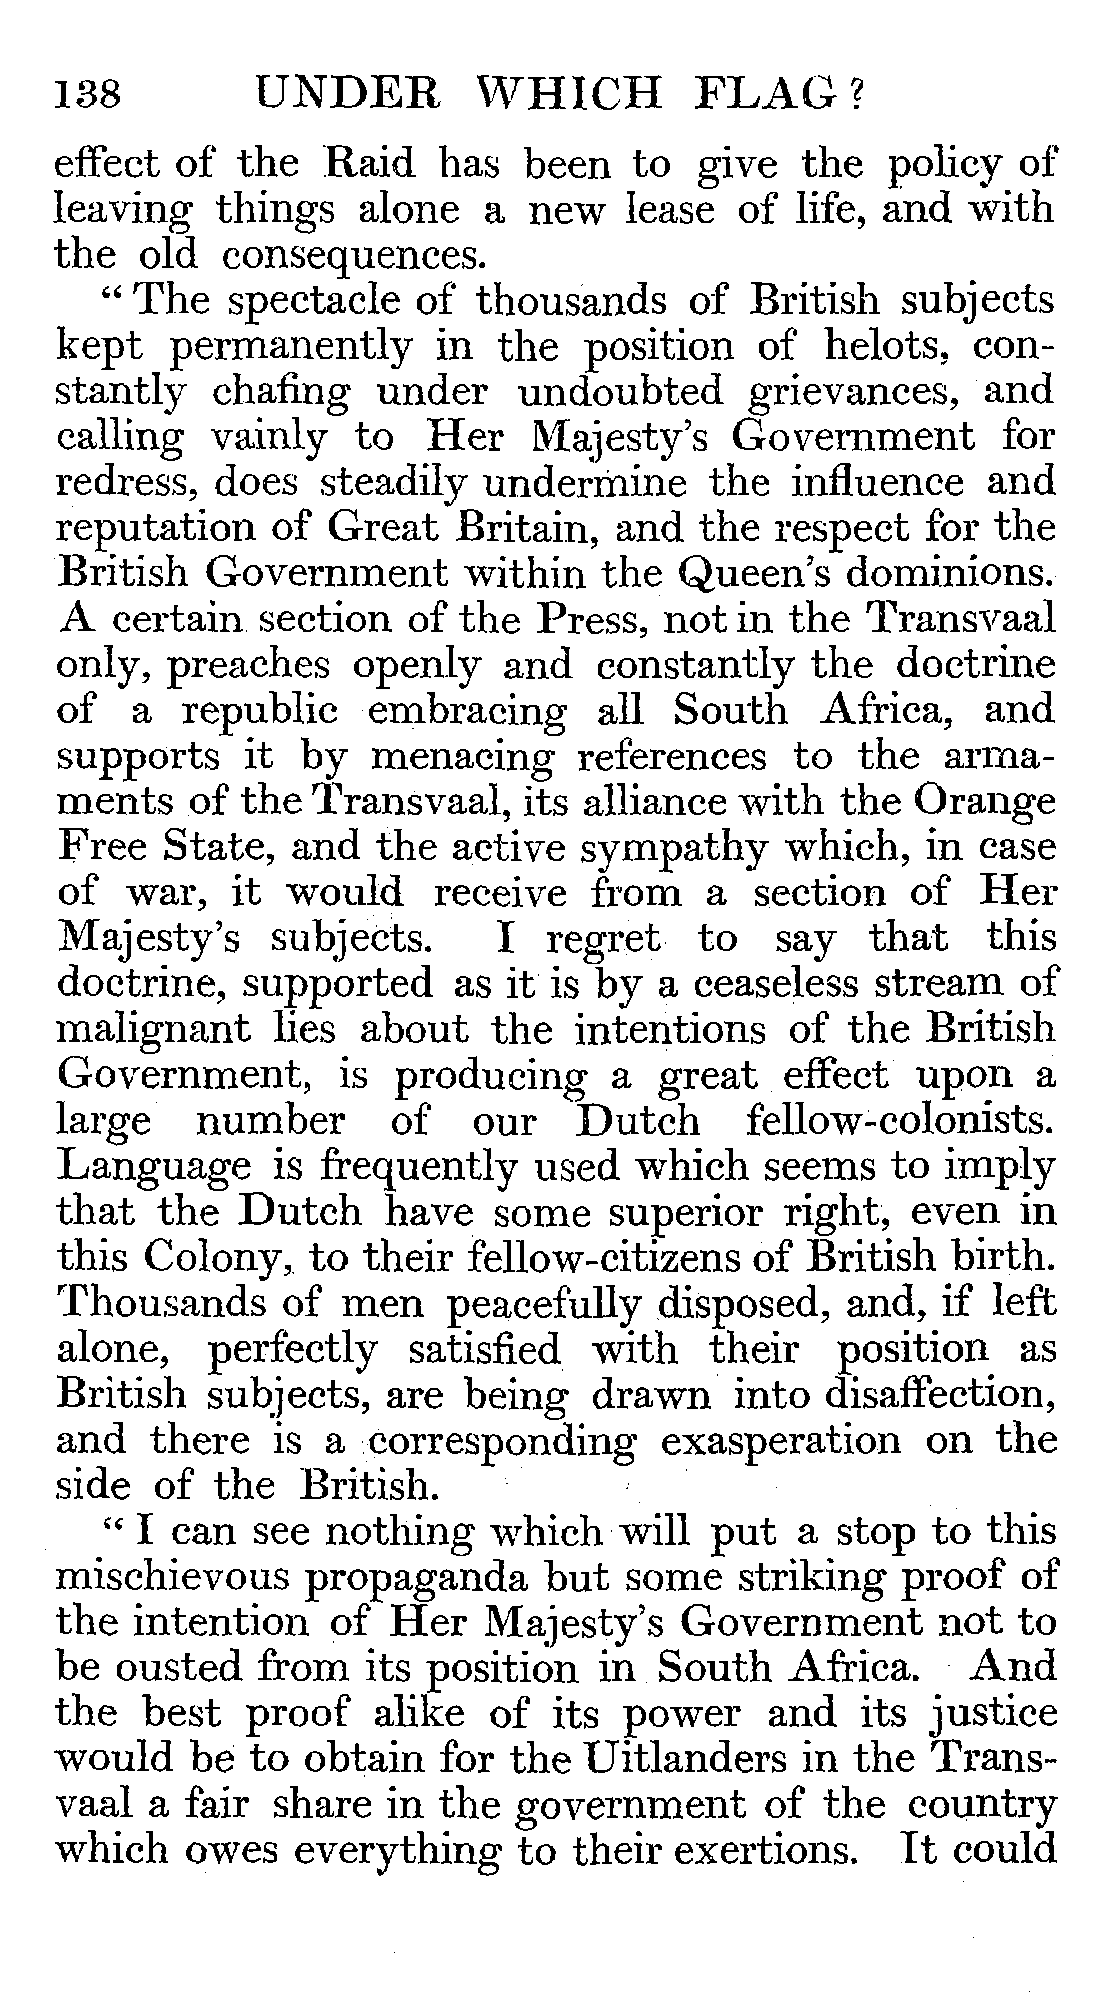 138 UNDER WHICH FLAG?
effect of the Raid has been to give the policy of
leaving things alone a new lease of life, and with
the old consequences.
“ The spectacle of thousands of British subjects
kept permanently in the position of helots, con-
stantly chafing under undoubted grievances, and
calling vainly to Her Majesty’s Government for
redress, does steadily undermine the influence and
reputation of Great Britain, and the respect for the
British Government within the Queen’s dominions.
A certain section of the Press, not in the Transvaal
only, preaches openly and constantly the doctrine
of a republic embracing all South Africa, and
supports it by menacing references to the arma-
ments of the Transvaal, its alliance with the Orange
Free State, and the active sympathy which, in case
of war, it would receive from a section of Her
Majesty’s subjects. I regret to say that this
doctrine, supported as it is by a ceaseless stream of
malignant lies about the intentions of the British
Government, is producing a great effect upon a
large number of our Dutch fellow-colonists.
Language is frequently used which seems to imply
that the Dutch have some superior right, even in
this Colony, to their fellow-citizens of British birth.
Thousands of men peacefully disposed, and, if left
alone, perfectly satisfied with their position as
British subjects, are being drawn into disaffection,
and there is a corresponding exasperation on the
side of the British.
“ I can see nothing which will put a stop to this
mischievous propaganda but some striking proof of
the intention of Her Majesty’s Government not to
be ousted from its position in South Africa. And
the best proof alike of its power and its justice
would be to obtain for the Uitlanders in the Trans-
vaal a fair share in the government of the country
which owes everything to their exertions. It could